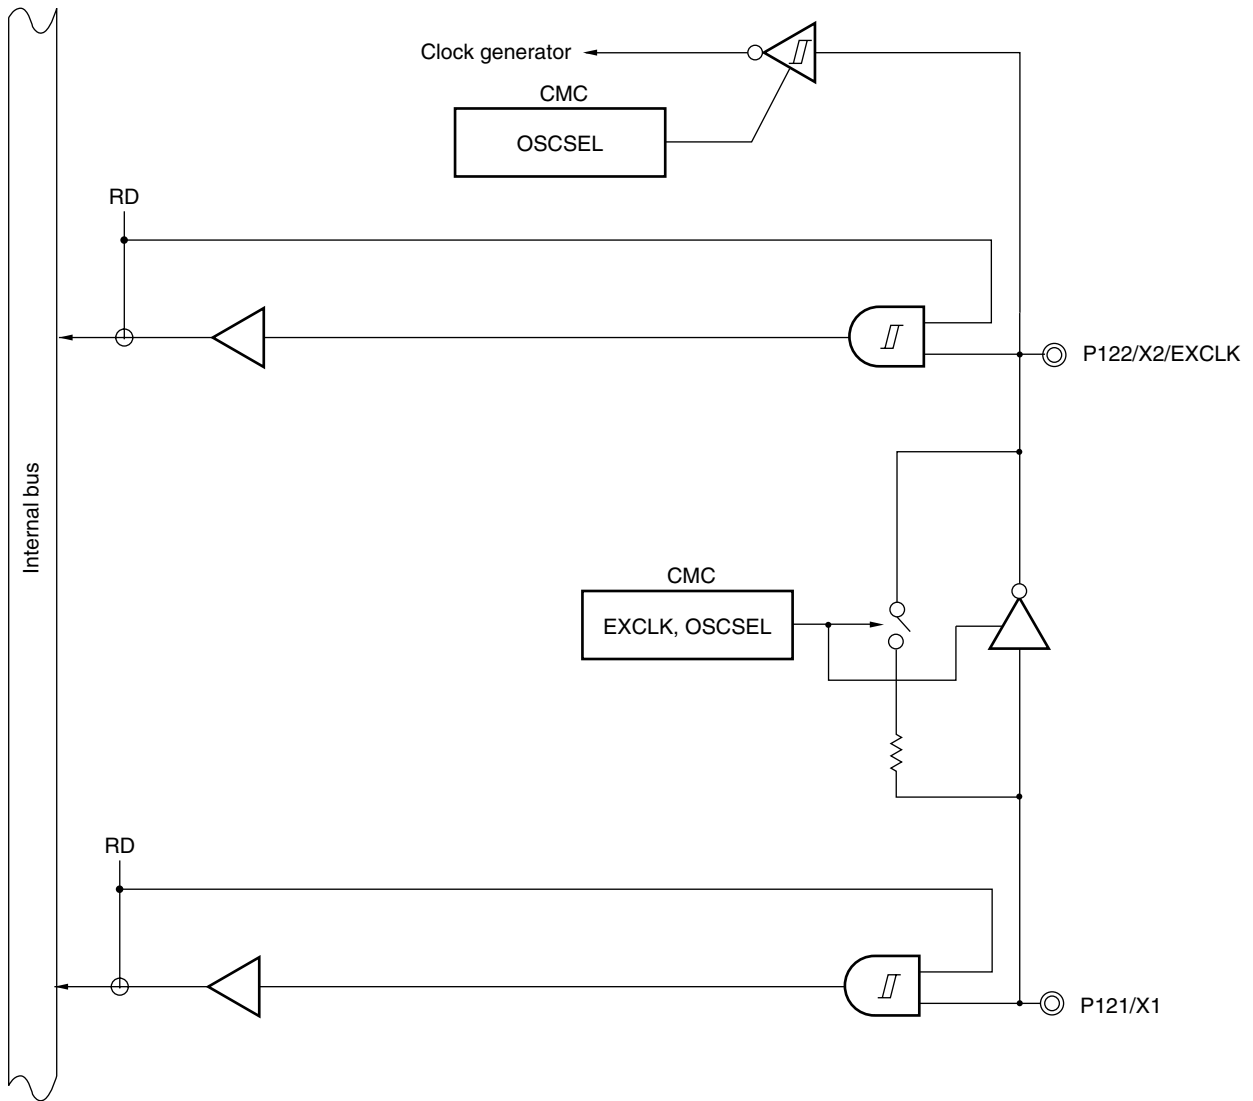 Clock generator
CMC
OSCSEL
RD
P122/X2/EXCLK
Internal bus
CMC
EXCLK, OSCSEL
RD
P121/X1